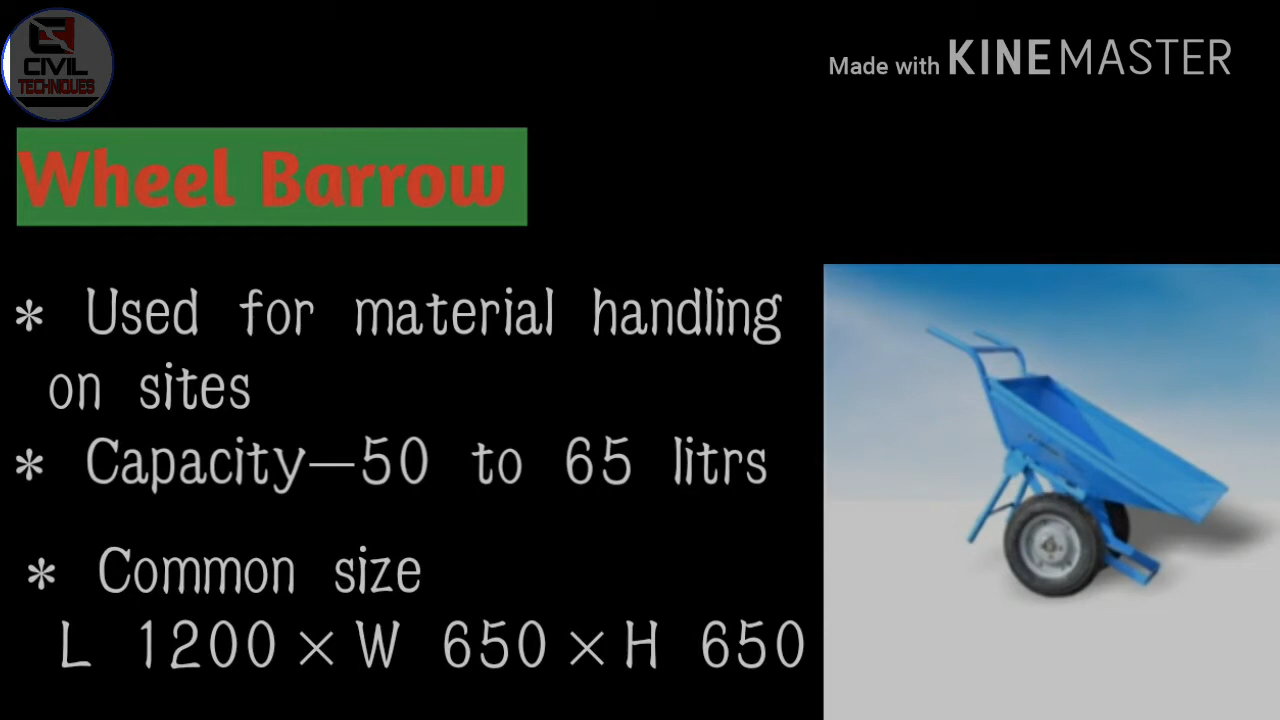 CIVIL
TECHNIQUES
Made with KINEMASTER
Wheel Barrow
* Used for material handling
on sites
* Capacity—50 to 65 litrs
* Common size
L 1200×W 650×H 650